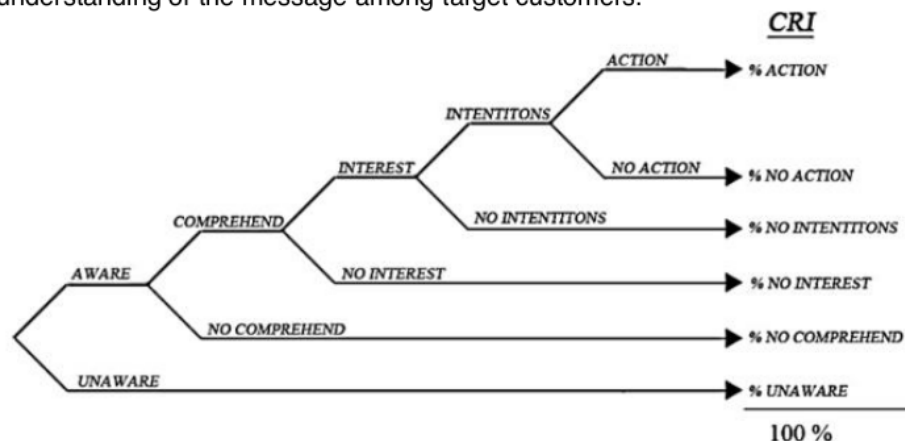 understanding of the message among target customers.
CRI
ACTION
% ACTION
INTENTITONS
INTEREST
NO ACTION
% NO ACTION
COMPREHEND
NO INTENTITONS
% NO INTENTITONS
AWARE
NO INTEREST
% NO INTEREST
NO COMPREHEND
% NO COMPREHEND
UNAWARE
% UNAWARE
100 %